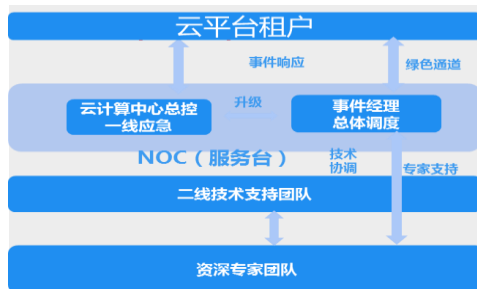 云平台租户
事件响应
绿色通道
云计算中心总控
一线应急
升级
事件经理
总体调度
NOC（服务台）
技术
协调
专家支持
二线技术支持团队
资深专家团队